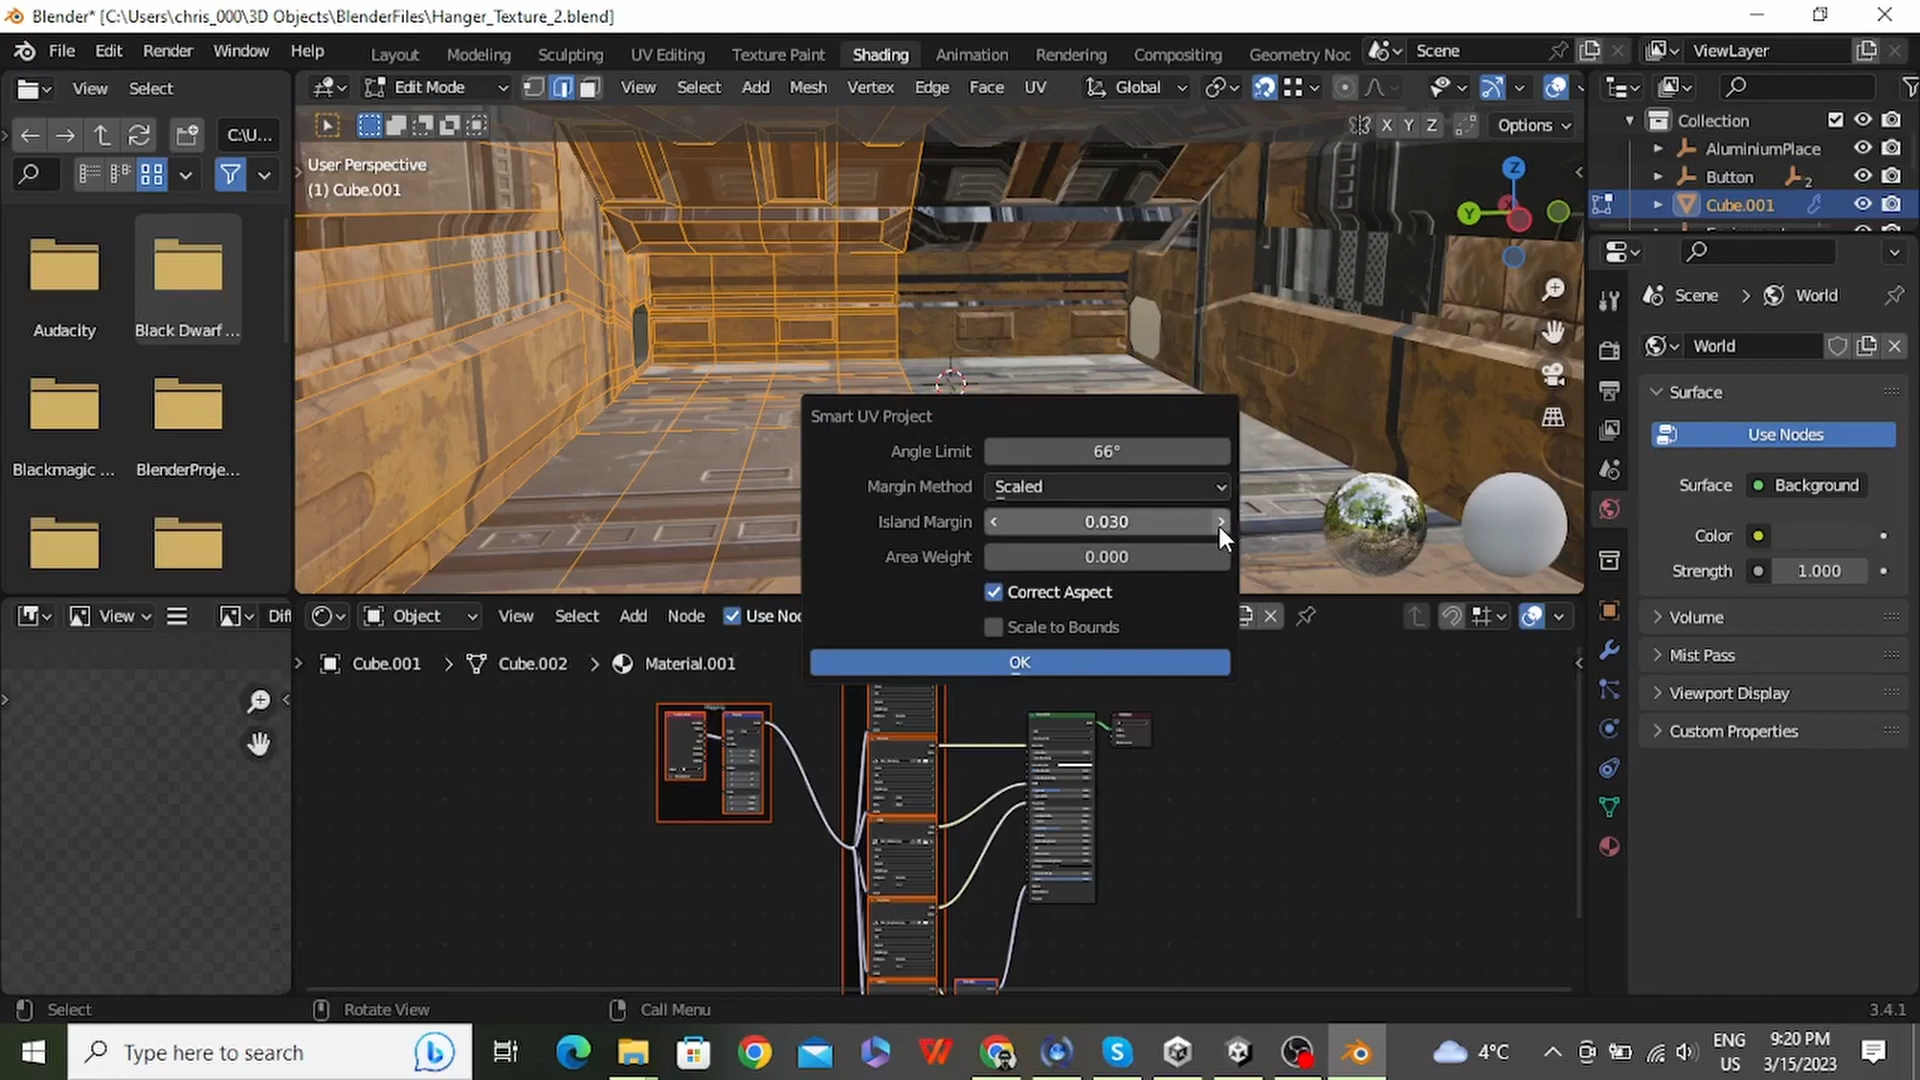 Blender* [C:\Users\chris_000\3D Objects\BlenderFiles\Hanger_Texture_2.blend]
File Edit Render Window Help
Layout Modeling Sculpting UV Editing Texture Paint Shading Animation Rendering Compositing Geometry Noc
Scene
ViewLayer
View Select
Edit Mode
View Select Add Mesh Vertex Edge Face UV
Global
C:\U...
X Y Z
Options
User Perspective
(1) Cube.001
Z
Y
X
Collection
AluminiumPlace
Button
2
Cube.001
Audacity
Black Dwarf ...
Blackmagic ...
BlenderProje...
Scene > World
World
Surface
Use Nodes
Surface
Background
Color
Strength
1.000
Volume
Mist Pass
Viewport Display
Custom Properties
Smart UV Project
Angle Limit
66°
Margin Method
Scaled
Island Margin
0.030
Area Weight
0.000
Correct Aspect
Scale to Bounds
OK
View
Diff
Object
View Select Add Node
Use Noc
Cube.001 > Cube.002 > Material.001
Select
Rotate View
Call Menu
3.4.1
Type here to search
4°C
ENG
US
9:20 PM
3/15/2023